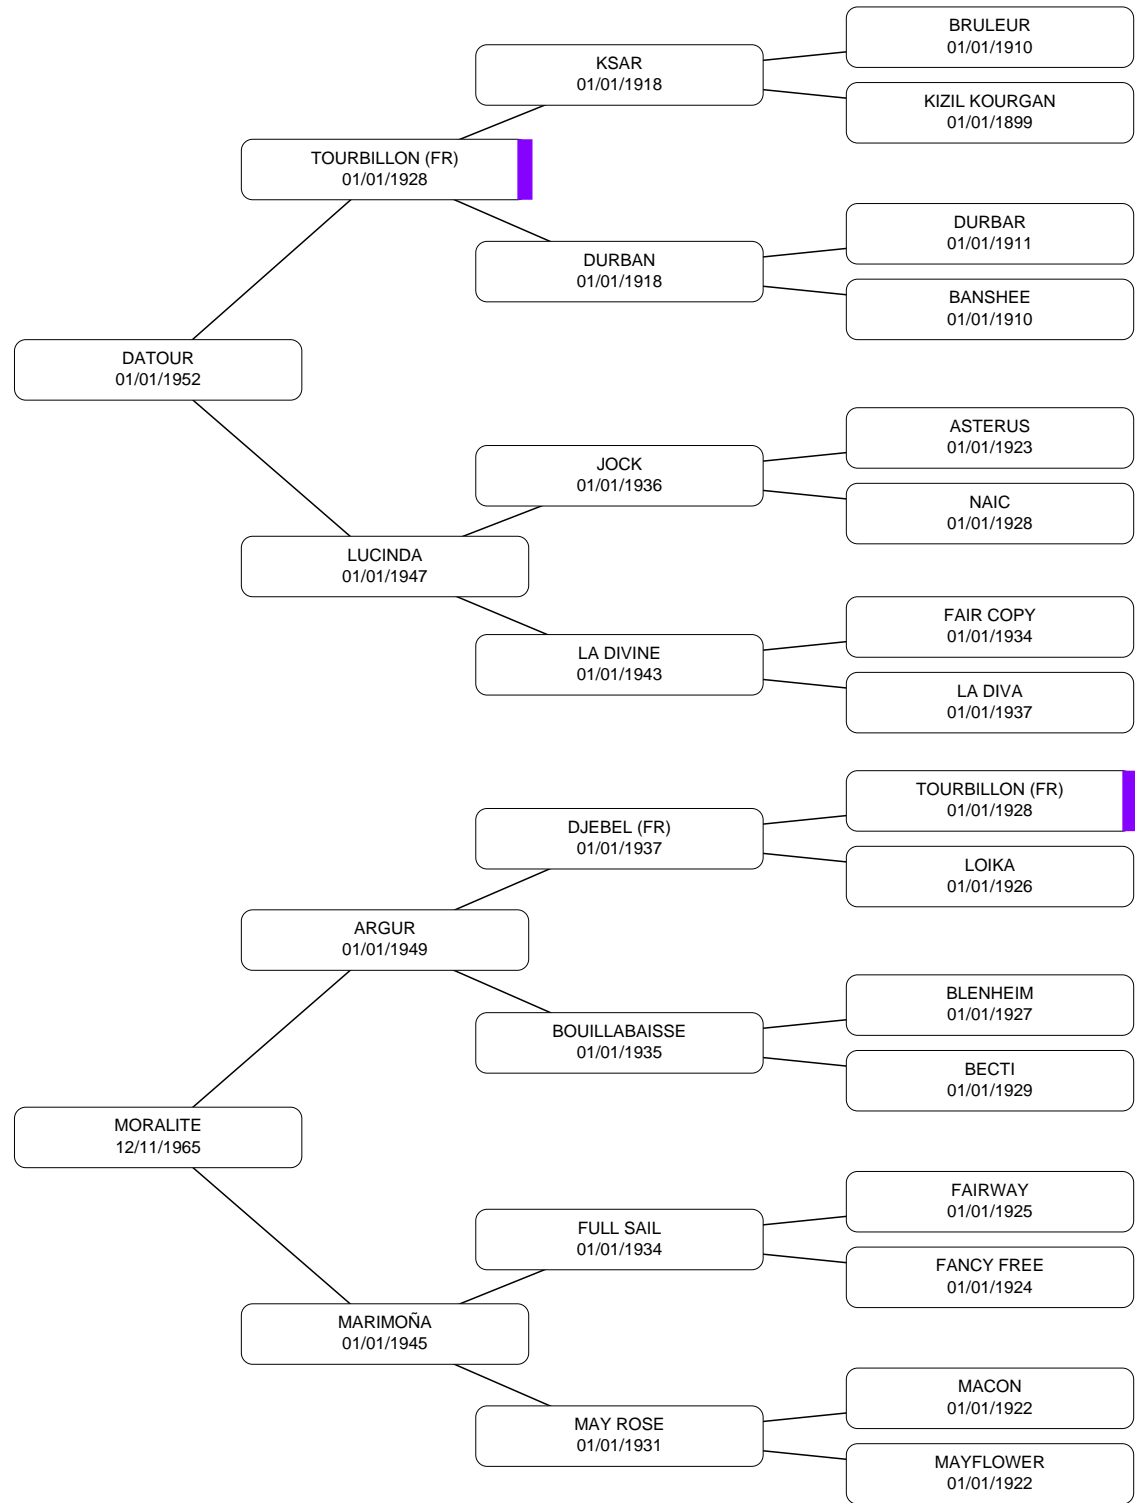 BRULEUR
01/01/1910
KSAR
01/01/1918
KIZIL KOURGAN
01/01/1899
TOURBILLON (FR)
01/01/1928
DURBAR
01/01/1911
DURBAN
01/01/1918
BANSHEE
01/01/1910
DATOUR
01/01/1952
ASTERUS
01/01/1923
JOCK
01/01/1936
NAIC
01/01/1928
LUCINDA
01/01/1947
FAIR COPY
01/01/1934
LA DIVINE
01/01/1943
LA DIVA
01/01/1937
TOURBILLON (FR)
01/01/1928
DJEBEL (FR)
01/01/1937
LOIKA
01/01/1926
ARGUR
01/01/1949
BLENHEIM
01/01/1927
BOUILLABAISSE
01/01/1935
BECTI
01/01/1929
MORALITE
12/11/1965
FAIRWAY
01/01/1925
FULL SAIL
01/01/1934
FANCY FREE
01/01/1924
MARIMOÑA
01/01/1945
MACON
01/01/1922
MAY ROSE
01/01/1931
MAYFLOWER
01/01/1922